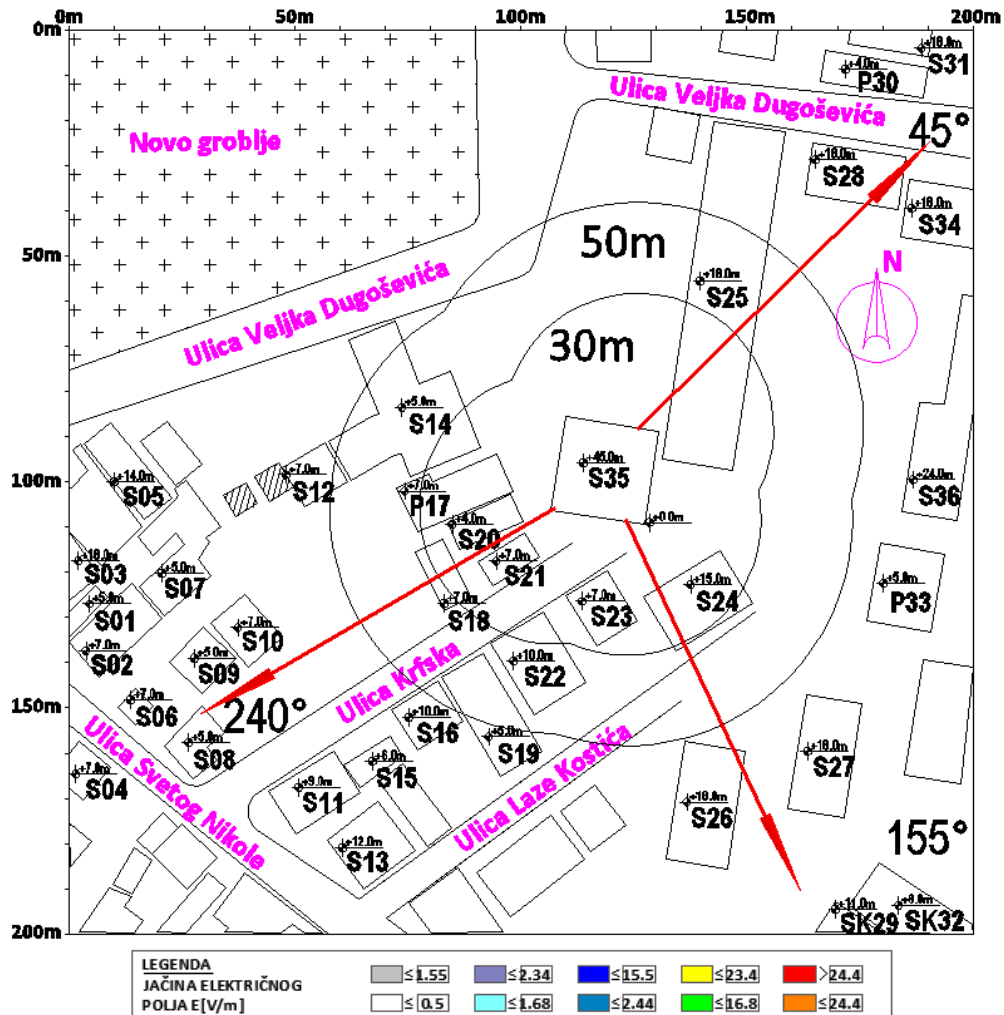 0m 50m 100m 150m 200m
0m
+18.0m
S31
+4.0m
P30
Ulica Veljka Dugoševića
Novo groblje
45°
+18.0m
S28
+18.0m
S34
50m
50m
N
Ulica Veljka Dugoševića
+18.0m
S25
30m
+5.0m
S14
100m
+14.0m
S05
+7.0m
S12
+7.0m
P17
+45.0m
S35
+24.0m
S36
+4.0m
S20
+0.0m
+18.0m
S03
+5.0m
S07
+7.0m
S21
+5.0m
S01
+7.0m
S18
+7.0m
S23
+15.0m
S24
+5.0m
P33
+7.0m
S02
+7.0m
S10
+5.0m
S09
Ulica Krfska
+10.0m
S22
150m
+7.0m
S06
240°
+10.0m
S16
+5.0m
S08
+5.0m
S19
+18.0m
S27
Ulica Svetog Nikole
+7.0m
S04
+9.0m
S11
+6.0m
S15
Ulica Laze Kostića
+18.0m
S26
+12.0m
S13
155°
200m
+11.0m
SK29
SK32
LEGENDA
JAČINA ELEKTRIČNOG
POLJA E[V/m]
≤1.55 ≤2.34 ≤15.5 ≤23.4 >24.4
≤ 0.5 ≤1.68 ≤2.44 ≤16.8 ≤24.4